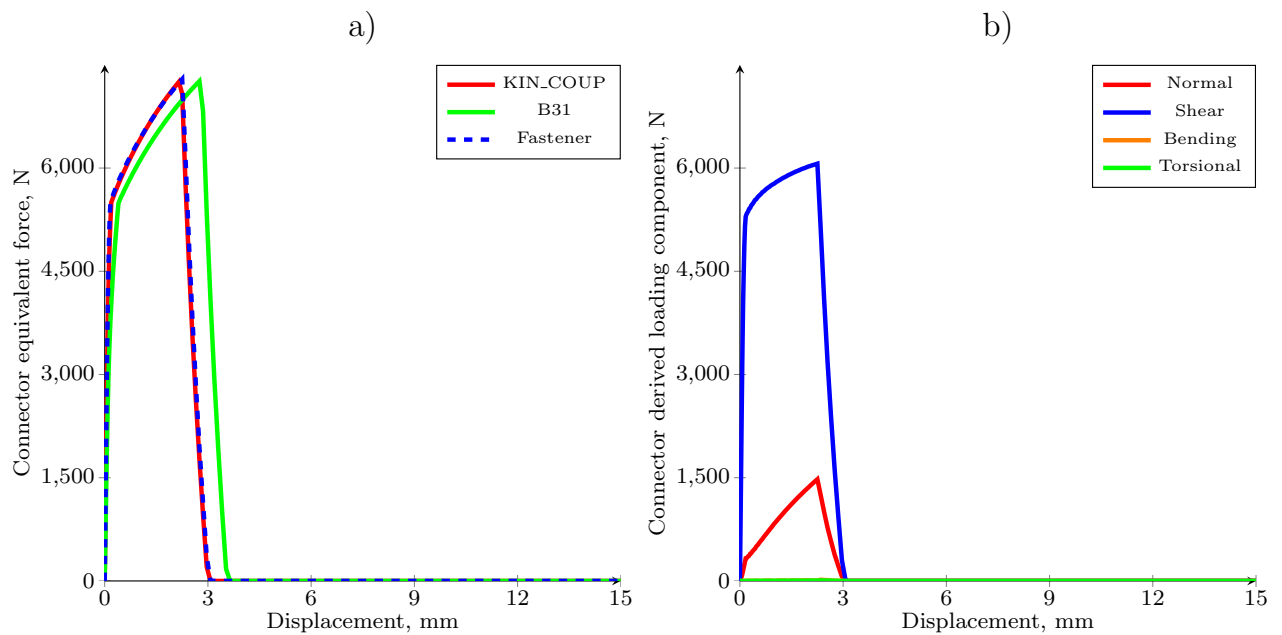 a)
KIN_COUP
B31
Fastener
6,000
4,500
3,000
1,500
0
0 3 6 9 12 15
Displacement, mm
Connector equivalent force, N
b)
Normal
Shear
Bending
Torsional
6,000
4,500
3,000
1,500
0
0 3 6 9 12 15
Displacement, mm
Connector derived loading component, N